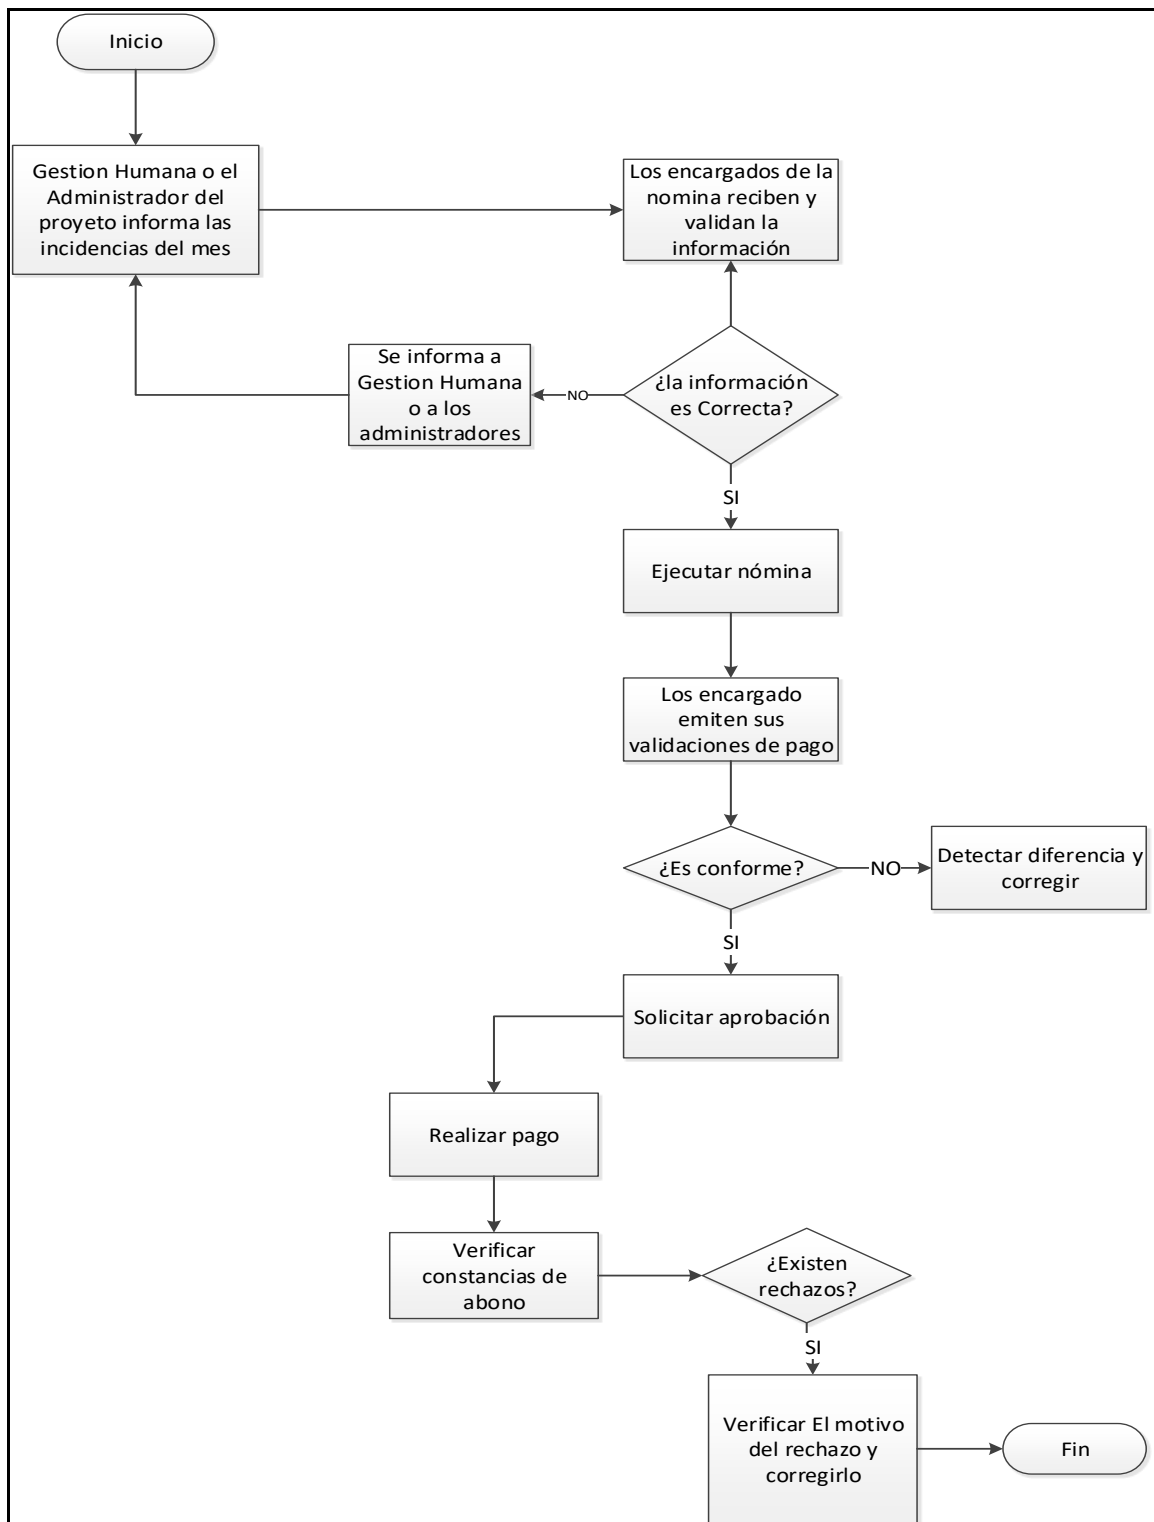 Inicio
Gestion Humana o el
Administrador del
proyeto informa las
incidencias del mes
Los encargados de la
nomina reciben y
validan la
información
Se informa a
Gestion Humana
o a los
administradores
NO
¿la información
es Correcta?
SI
Ejecutar nómina
Los encargado
emiten sus
validaciones de pago
¿Es conforme?
NO
Detectar diferencia y
corregir
SI
Solicitar aprobación
Realizar pago
Verificar
constancias de
abono
¿Existen
rechazos?
SI
Verificar El motivo
del rechazo y
corregirlo
Fin